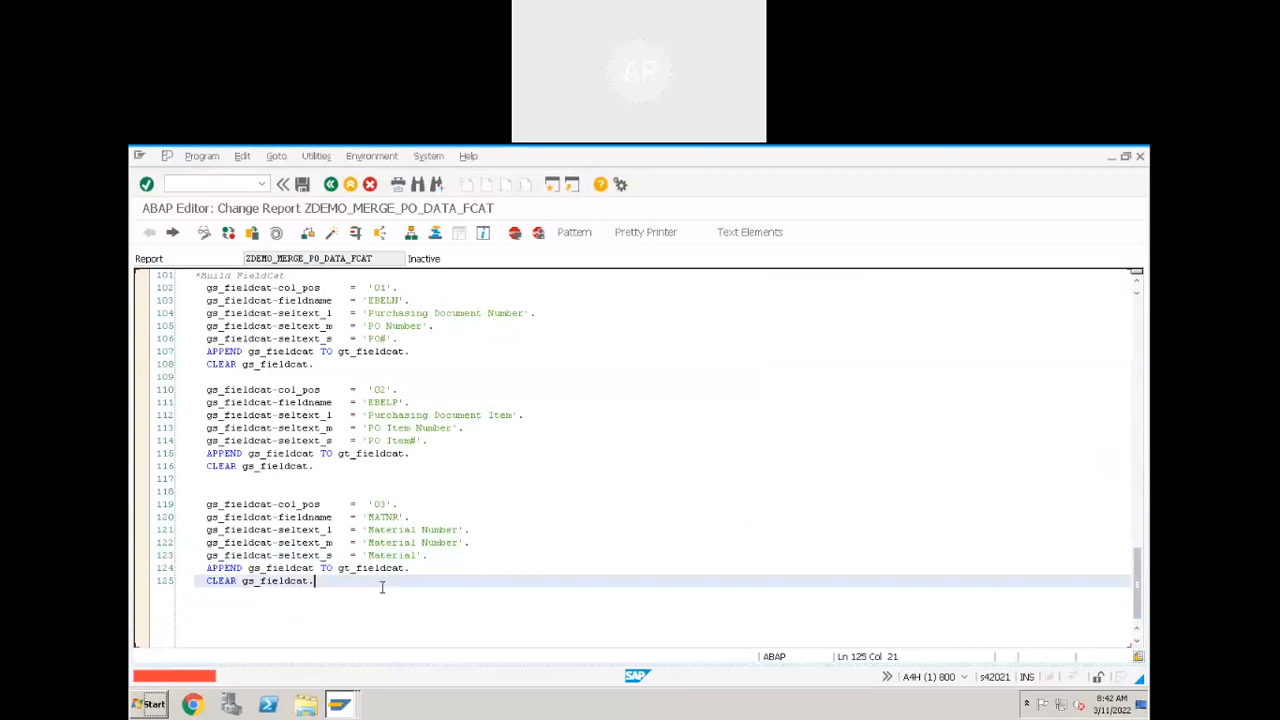 AR
Program Edit Goto Utilities Environment System Help
ABAP Editor: Change Report ZDEMO_MERGE_PO_DATA_FCAT
Pattern Pretty Printer Text Elements
Report ZDEMO_MERGE_PO_DATA_FCAT Inactive
101 *Build FieldCat
102 gs_fieldcat-col_pos = '01'.
103 gs_fieldcat-fieldname = 'EBELN'.
104 gs_fieldcat-seltext_l = 'Purchasing Document Number'.
105 gs_fieldcat-seltext_m = 'PO Number'.
106 gs_fieldcat-seltext_s = 'PO#'.
107 APPEND gs_fieldcat TO gt_fieldcat.
108 CLEAR gs_fieldcat.
109
110 gs_fieldcat-col_pos = '02'.
111 gs_fieldcat-fieldname = 'EBELP'.
112 gs_fieldcat-seltext_l = 'Purchasing Document Item'.
113 gs_fieldcat-seltext_m = 'PO Item Number'.
114 gs_fieldcat-seltext_s = 'PO Item#'.
115 APPEND gs_fieldcat TO gt_fieldcat.
116 CLEAR gs_fieldcat.
117
118
119 gs_fieldcat-col_pos = '03'.
120 gs_fieldcat-fieldname = 'MATNR'.
121 gs_fieldcat-seltext_l = 'Material Number'.
122 gs_fieldcat-seltext_m = 'Material Number'.
123 gs_fieldcat-seltext_s = 'Material'.
124 APPEND gs_fieldcat TO gt_fieldcat.
125 CLEAR gs_fieldcat.
ABAP Ln 125 Col 21
SAP A4H (1) 800 s42021 INS
Start 8:42 AM
3/11/2022